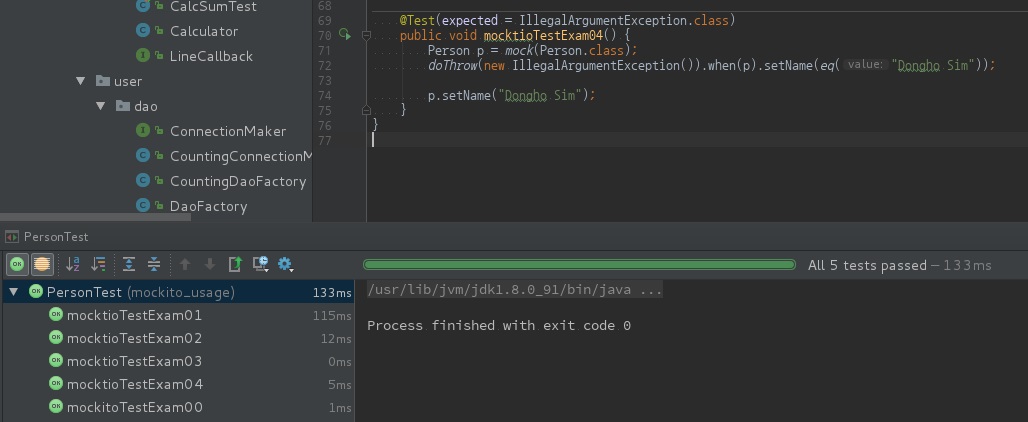 CalcSumTest
Calculator
LineCallback
user
dao
ConnectionMaker
CountingConnectionM
CountingDaoFactory
DaoFactory
68
69 @Test(expected = IllegalArgumentException.class)
70 public void mocktioTestExam04() {
71 Person p = mock(Person.class);
72 doThrow(new IllegalArgumentException()).when(p).setName(eq( value: "Dongho Sim"));
73
74 p.setName("Dongho Sim");
75 }
76 }
77
PersonTest
All 5 tests passed – 133ms
PersonTest (mockito_usage) 133ms
mocktioTestExam01 115ms
mocktioTestExam02 12ms
mocktioTestExam03 0ms
mocktioTestExam04 5ms
mockitoTestExam00 1ms
/usr/lib/jvm/jdk1.8.0_91/bin/java ...
Process finished with exit code 0